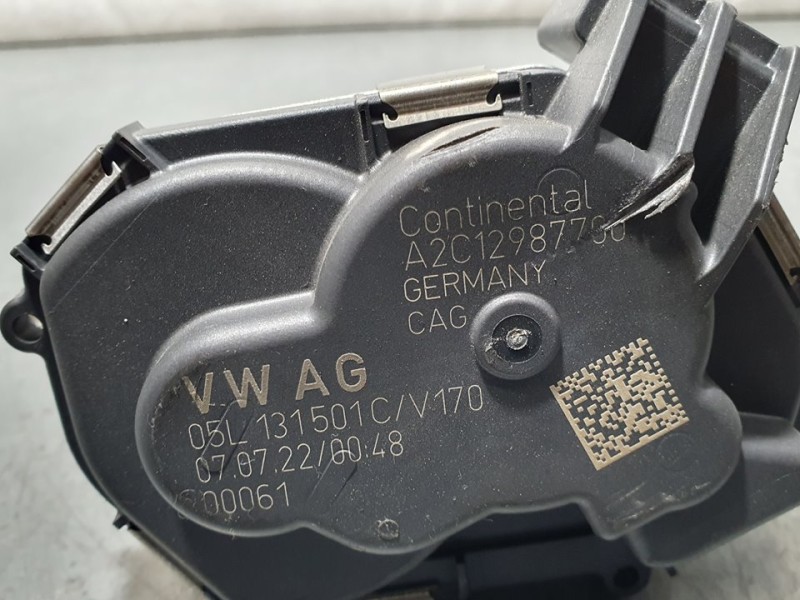 Continental
GERMANY
CAG
VW AG
05L 131501C/V170
07.07.22/00:48
00061